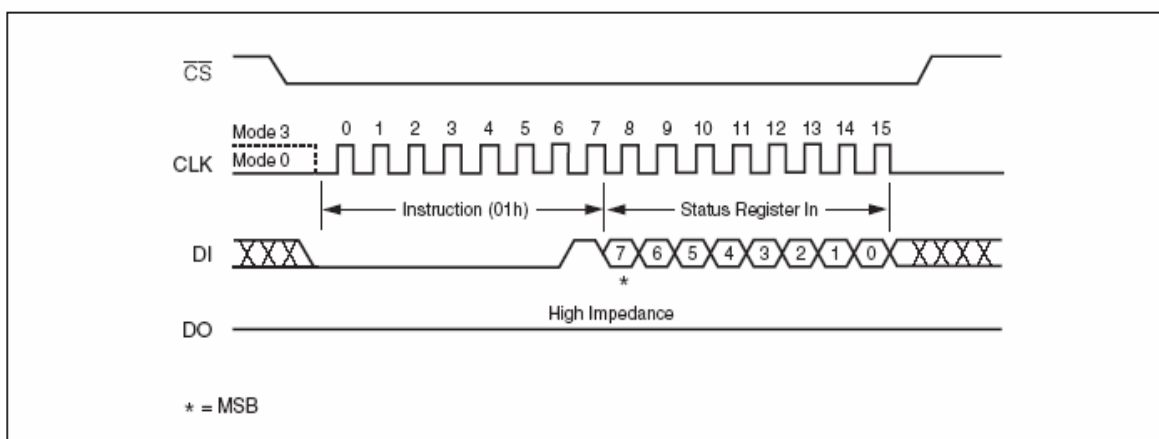 CS
Mode 3 0 1 2 3 4 5 6 7 8 9 10 11 12 13 14 15
Mode 0
CLK
Instruction (01h) Status Register In
DI 7 6 5 4 3 2 1 0
*
High Impedance
DO
* = MSB